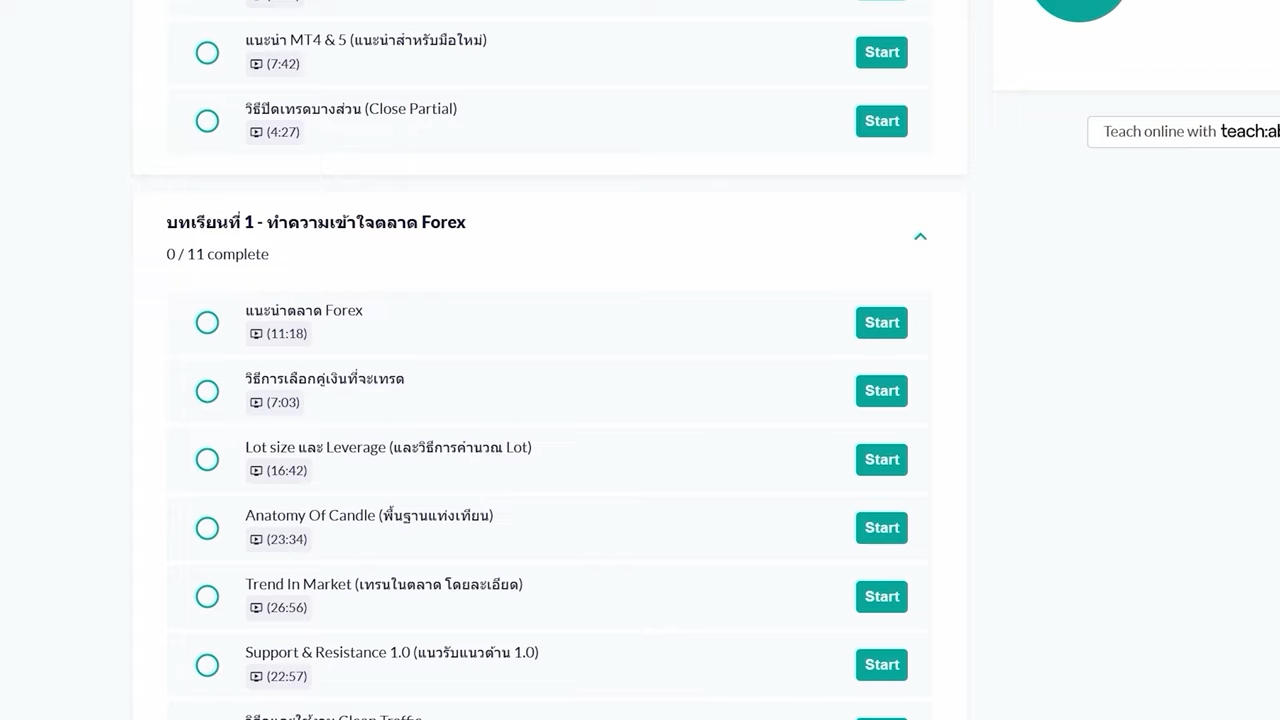 แนะนำ MT4 & 5 (แนะนำสำหรับมือใหม่)
(7:42)
Start
วิธีปิดเทรดบางส่วน (Close Partial)
(4:27)
Start
Teach online with teach:ab
บทเรียนที่ 1 - ทำความเข้าใจตลาด Forex
0 / 11 complete
แนะนำตลาด Forex
(11:18)
Start
วิธีการเลือกคู่เงินที่จะเทรด
(7:03)
Start
Lot size และ Leverage (และวิธีการคำนวณ Lot)
(16:42)
Start
Anatomy Of Candle (พื้นฐานแท่งเทียน)
(23:34)
Start
Trend In Market (เทรนในตลาด โดยละเอียด)
(26:56)
Start
Support & Resistance 1.0 (แนวรับแนวต้าน 1.0)
(22:57)
Start